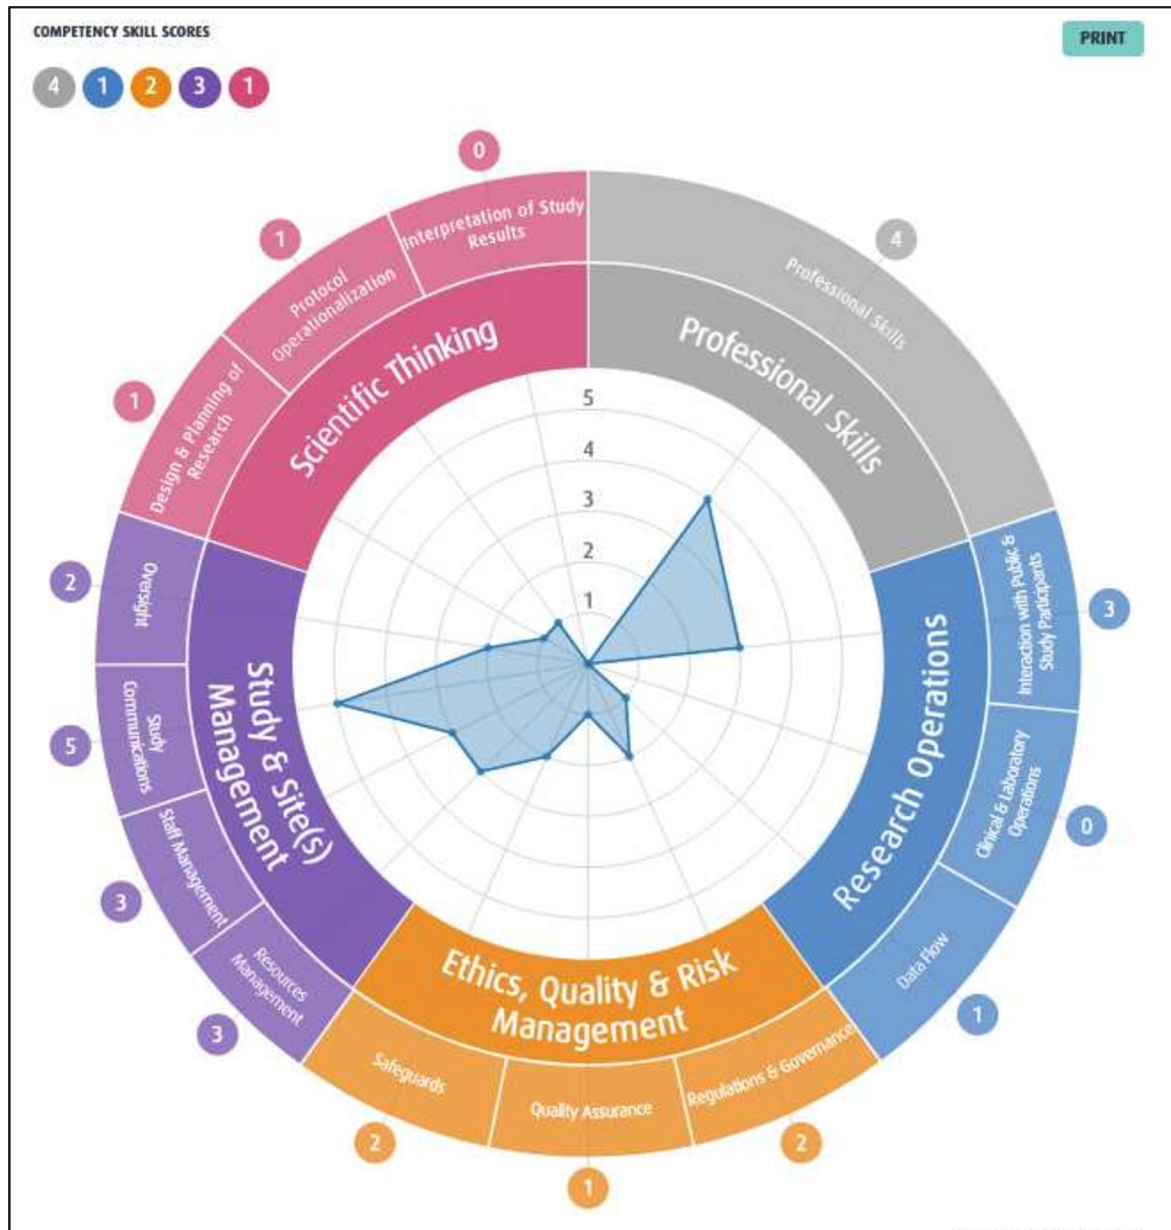 COMPETENCY SKILL SCORES
PRINT
4 1 2 3 1
0
Interpretation of Study
Results
4
Professional Skills
Professional Skills
3
Interaction with Public &
Study Participants
0
Clinical & Laboratory
Operations
1
Data Flow
Research Operations
2
Regulations & Governance
1
Quality Assurance
2
Safeguards
Ethics, Quality & Risk
Management
3
Resources
Management
3
Staff Management
5
Study
Communications
2
Oversight
Study & Site(s)
Management
1
Design & Planning of
Research
1
Protocol
Operationalization
Scientific Thinking
5
4
3
2
1